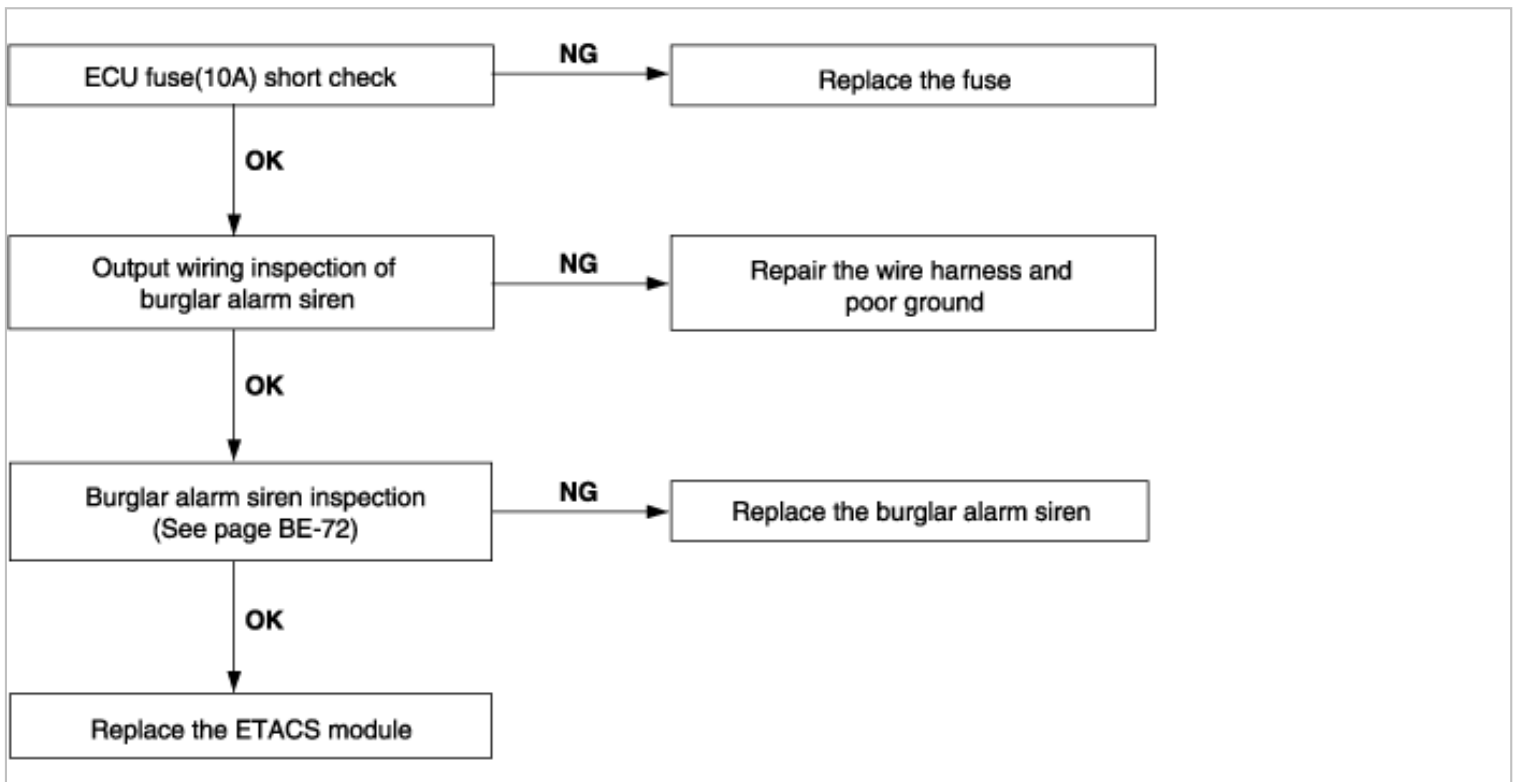 ECU fuse(10A) short check
NG
Replace the fuse
OK
Output wiring inspection of
burglar alarm siren
NG
Repair the wire harness and
poor ground
OK
Burglar alarm siren inspection
(See page BE-72)
NG
Replace the burglar alarm siren
OK
Replace the ETACS module